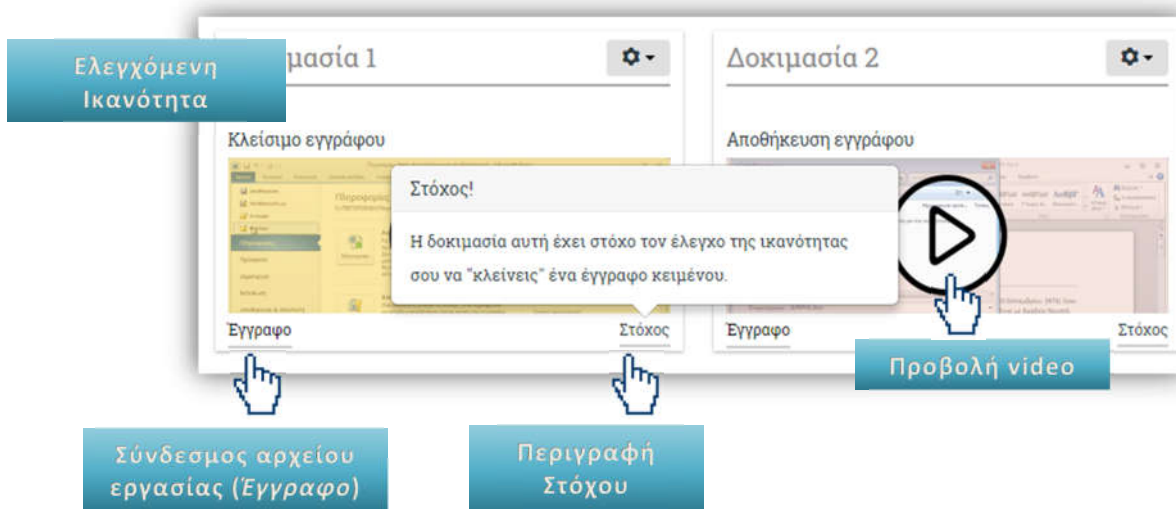 Ελεγχόμενη
Ικανότητα
μασία 1
Δοκιμασία 2
Κλείσιμο εγγράφου
Αποθήκευση εγγράφου
Στόχος!
Η δοκιμασία αυτή έχει στόχο τον έλεγχο της ικανότητας
σου να "κλείνεις" ένα έγγραφο κειμένου.
Πληροφορίες
Έγγραφο
Στόχος
Έγγραφο
Στόχος
Προβολή video
Σύνδεσμος αρχείου
εργασίας (Έγγραφο)
Περιγραφή
Στόχου